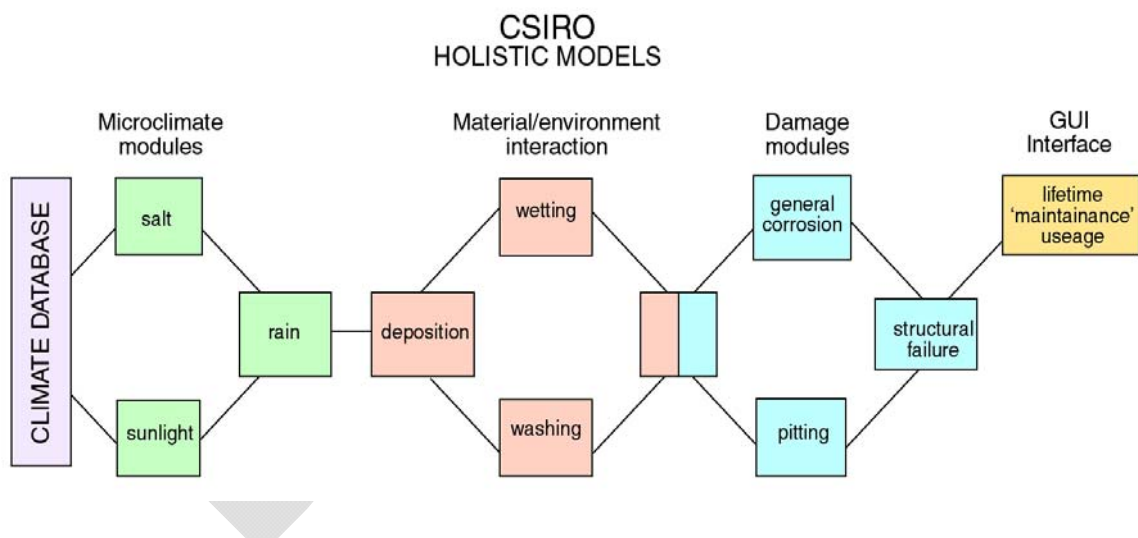 CSIRO
HOLISTIC MODELS
Microclimate
modules
Material/environment
interaction
Damage
modules
GUI
Interface
CLIMATE DATABASE
salt
sunlight
rain
deposition
wetting
washing
general
corrosion
pitting
structural
failure
lifetime
'maintainance'
useage